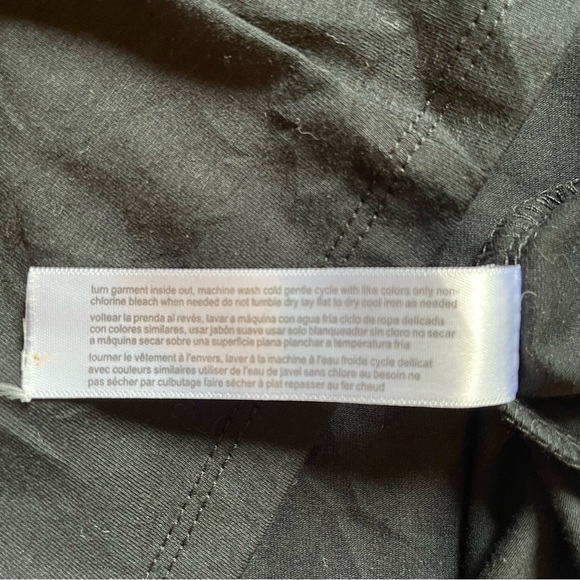 turn garment inside out, machine wash cold gentle cycle with like colors only non-
chlorine bleach when needed do not tumble dry lay flat to dry cool iron as needed
voltear la prenda al revés, lavar a máquina con agua fria ciclo de ropa delicada
con colores similares, usar jabón suave usar solo blanqueador sin cloro no secar
a máquina secar sobre una superficie plana planchar a temperatura fria
tourner le vêtement à l'envers, laver à la machine à l'eau froide cycle dellicat
avec couleurs similaires utiliser de l'eau de javel sans chlore au besoin ne
pas sécher par culbutage faire sécher à plat repasser au fer chaud